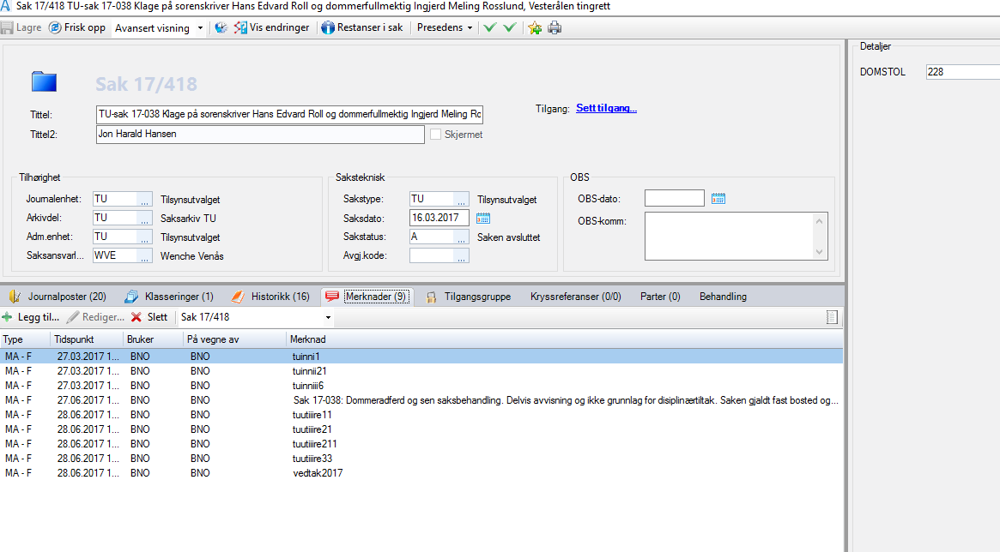 Sak 17/418 TU-sak 17-038 Klage på sorenskriver Hans Edvard Roll og dommerfullmektig Ingjerd Meling Rosslund, Vesterålen tingrett
Lagre Frisk opp Avansert visning Vis endringer Restanser i sak Presedens
Detaljer
DOMSTOL 228
Sak 17/418
Tittel: TU-sak 17-038 Klage på sorenskriver Hans Edvard Roll og dommerfullmektig Ingjerd Meling Ro
Tilgang: Sett tilgang...
Tittel2: Jon Harald Hansen Skjermet
Tilhørighet
Journalenhet: TU ... Tilsynsutvalget
Arkivdel: TU ... Saksarkiv TU
Adm.enhet: TU ... Tilsynsutvalget
Saksansvarl... WVE ... Wenche Venås
Saksteknisk
Sakstype: TU ... Tilsynsutvalget
Saksdato: 16.03.2017
Sakstatus: A ... Saken avsluttet
Avgj.kode: ...
OBS
OBS-dato:
OBS-komm:
Journalposter (20) Klasseringer (1) Historikk (16) Merknader (9) Tilgangsgruppe Kryssreferanser (0/0) Parter (0) Behandling
Legg til... Rediger... Slett Sak 17/418
Type Tidspunkt Bruker På vegne av Merknad
MA - F 27.03.2017 1... BNO BNO tuinni1
MA - F 27.03.2017 1... BNO BNO tuinnii21
MA - F 27.03.2017 1... BNO BNO tuinniii6
MA - F 27.06.2017 1... BNO BNO Sak 17-038: Dommeradferd og sen saksbehandling. Delvis avvisning og ikke grunnlag for disiplinærtiltak. Saken gjaldt fast bosted og...
MA - F 28.06.2017 1... BNO BNO tuutiiire11
MA - F 28.06.2017 1... BNO BNO tuutiiire21
MA - F 28.06.2017 1... BNO BNO tuutiiire211
MA - F 28.06.2017 1... BNO BNO tuutiiire33
MA - F 28.06.2017 1... BNO BNO vedtak2017